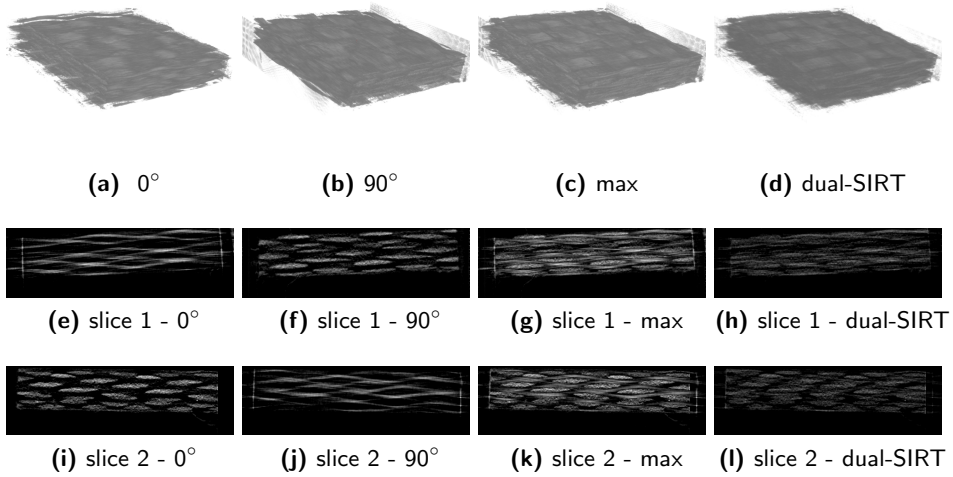 (a) 0°
(b) 90°
(c) max
(d) dual-SIRT
(e) slice 1 - 0°
(f) slice 1 - 90°
(g) slice 1 - max
(h) slice 1 - dual-SIRT
(i) slice 2 - 0°
(j) slice 2 - 90°
(k) slice 2 - max
(l) slice 2 - dual-SIRT